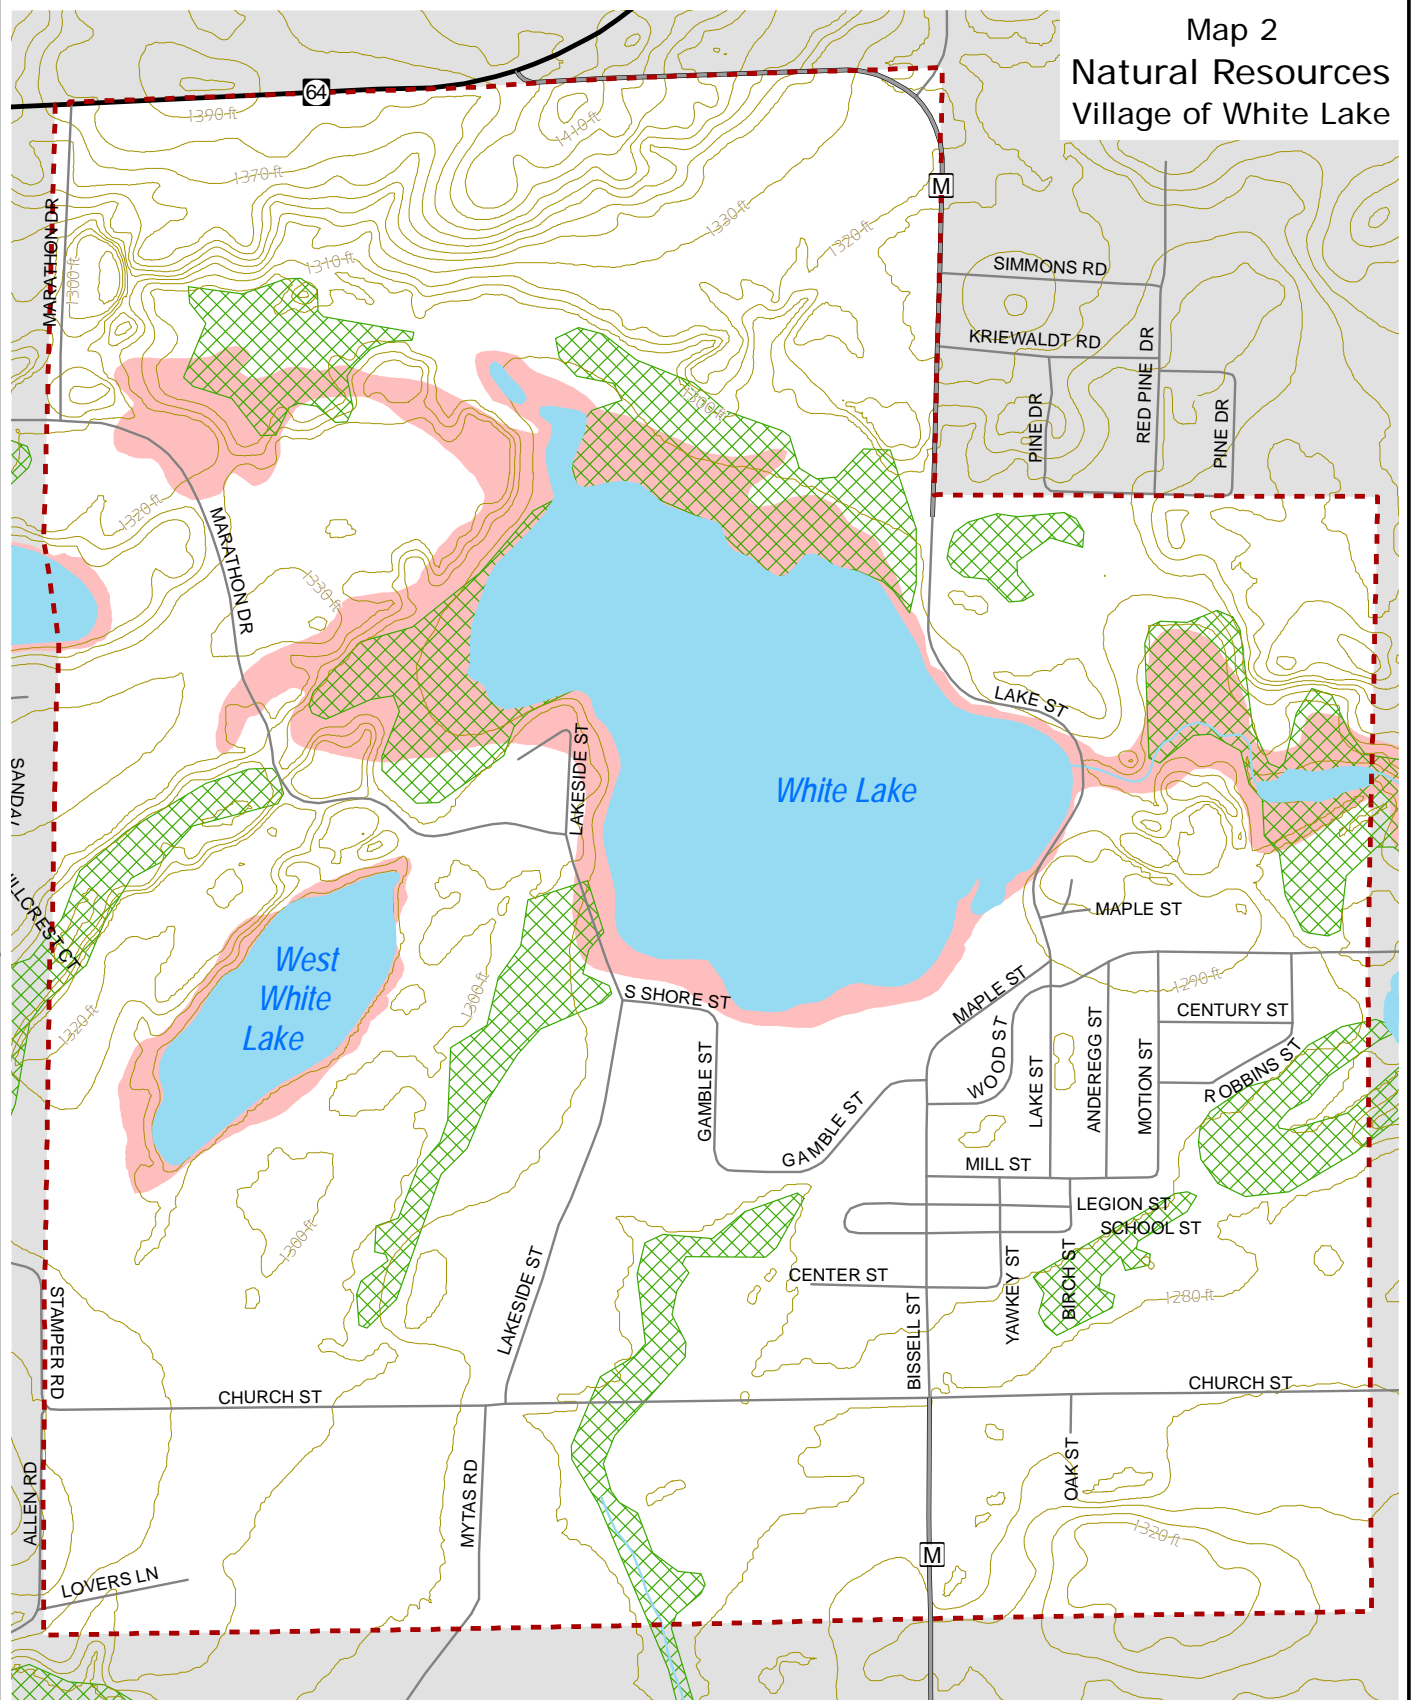 Map 2
Natural Resources
Village of White Lake
64
1390 ft
1410 ft
1370 ft
M
MARATHON DR
1330 ft
1320 ft
1310 ft
1300 ft
SIMMONS RD
KRIEWALDT RD
RED PINE DR
PINE DR
PINE DR
1300 ft
1320 ft
MARATHON DR
1330 ft
LAKE ST
LAKESIDE ST
White Lake
SANDAL
MAPLE ST
ILLCREST CT
West
White
Lake
1300 ft
1320 ft
S SHORE ST
MAPLE ST
1290 ft
CENTURY ST
WOOD ST
LAKE ST
ANDEREGG ST
MOTION ST
ROBBINS ST
GAMBLE ST
GAMBLE ST
MILL ST
LEGION ST
SCHOOL ST
1300 ft
LAKESIDE ST
CENTER ST
YAWKEY ST
BIRCH ST
1280 ft
BISSELL ST
STAMPER RD
CHURCH ST
CHURCH ST
ALLEN RD
MYTAS RD
OAK ST
1320 ft
M
LOVERS LN